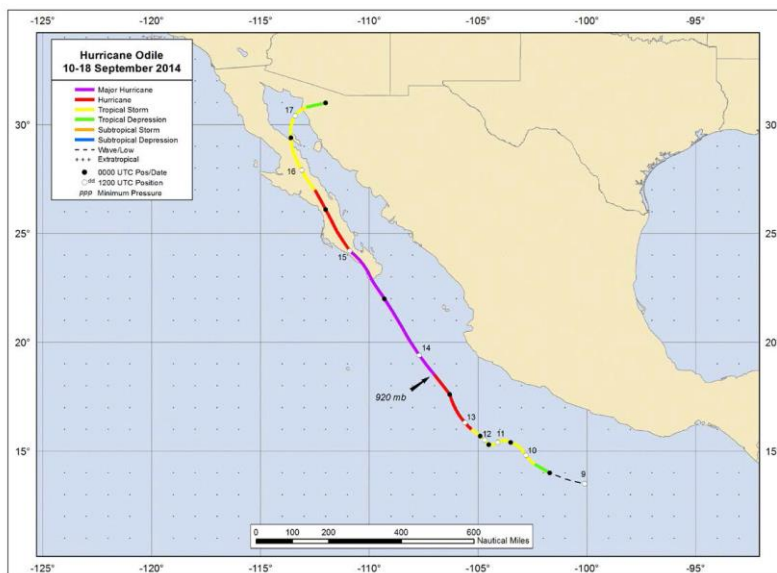 -125° -120° -115° -110° -105° -100° -95°
Hurricane Odile
10-18 September 2014
Major Hurricane
Hurricane
Tropical Storm
Tropical Depression
Subtropical Storm
Subtropical Depression
Wave/Low
Extratropical
0000 UTC Pos/Date
dd 1200 UTC Position
ppp Minimum Pressure
17
30° 30°
16
25° 25°
15
20° 20°
14
920 mb
13
12 11
15° 15°
10
9
0 100 200 400 600
Nautical Miles
-125° -120° -115° -110° -105° -100° -95°